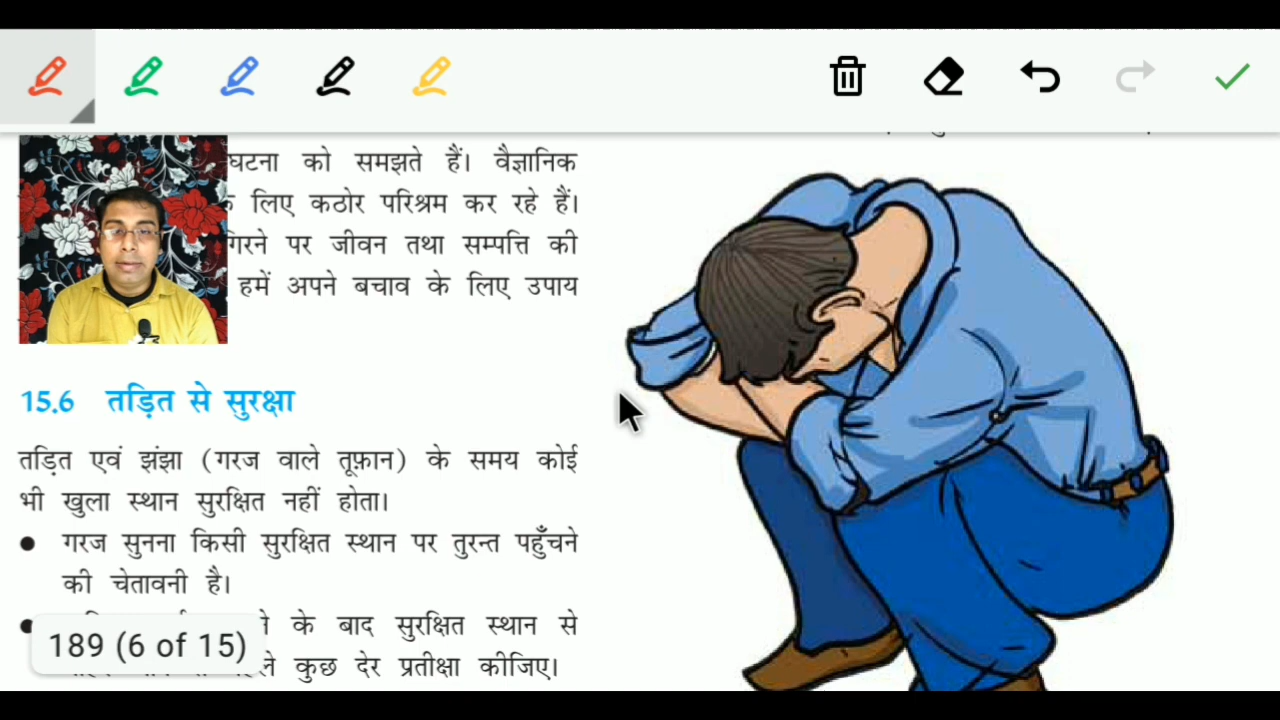 घटना को समझते हैं। वैज्ञानिक
लिए कठोर परिश्रम कर रहे हैं।
पर जीवन तथा सम्पत्ति की
हमें अपने बचाव के लिए उपाय
15.6 तड़ित से सुरक्षा
तड़ित एवं झंझा (गरज वाले तूफ़ान) के समय कोई
भी खुला स्थान सुरक्षित नहीं होता।
● गरज सुनना किसी सुरक्षित स्थान पर तुरन्त पहुँचने
की चेतावनी है।
● के बाद सुरक्षित स्थान से
कुछ देर प्रतीक्षा कीजिए।
189 (6 of 15)